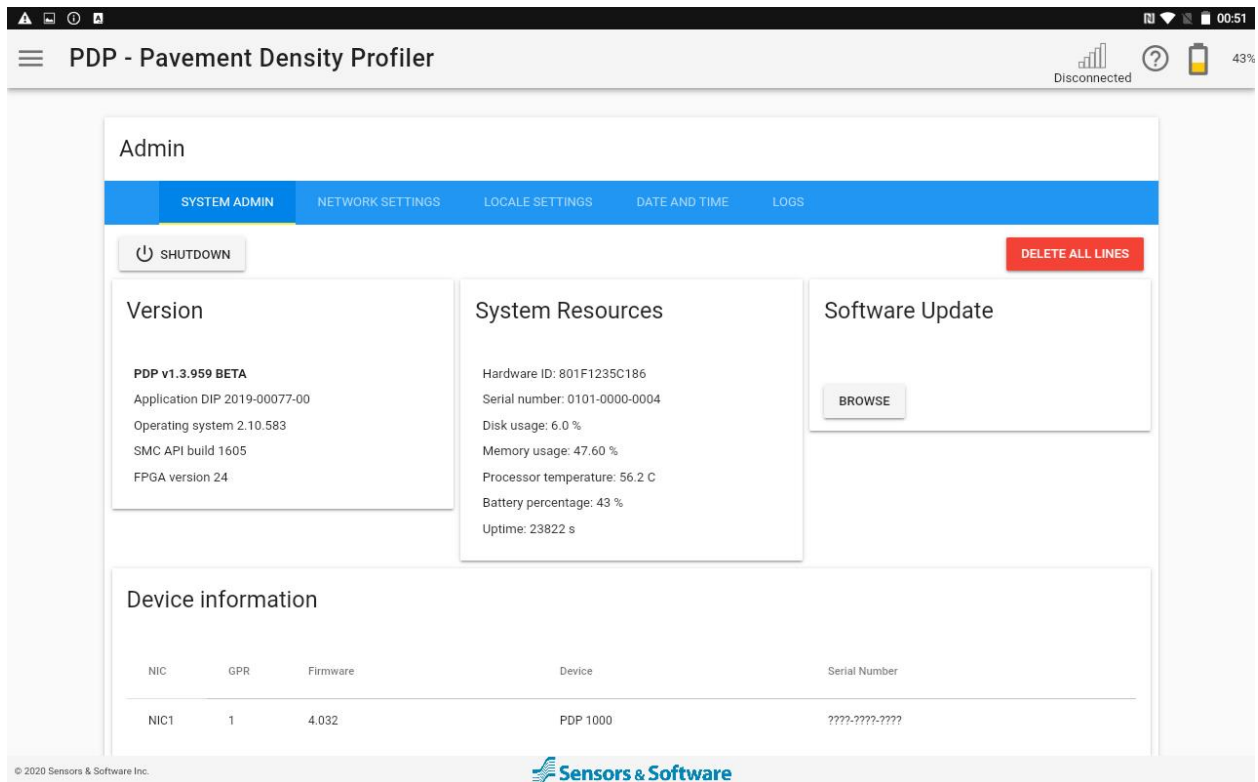 00:51
PDP - Pavement Density Profiler
Disconnected
43%
Admin
SYSTEM ADMIN NETWORK SETTINGS LOCALE SETTINGS DATE AND TIME LOGS
SHUTDOWN DELETE ALL LINES
Version
PDP v1.3.959 BETA
Application DIP 2019-00077-00
Operating system 2.10.583
SMC API build 1605
FPGA version 24
System Resources
Hardware ID: 801F1235C186
Serial number: 0101-0000-0004
Disk usage: 6.0 %
Memory usage: 47.60 %
Processor temperature: 56.2 C
Battery percentage: 43 %
Uptime: 23822 s
Software Update
BROWSE
Device information
NIC GPR Firmware Device Serial Number
NIC1 1 4.032 PDP 1000 ????-????-????
© 2020 Sensors & Software Inc.
Sensors & Software